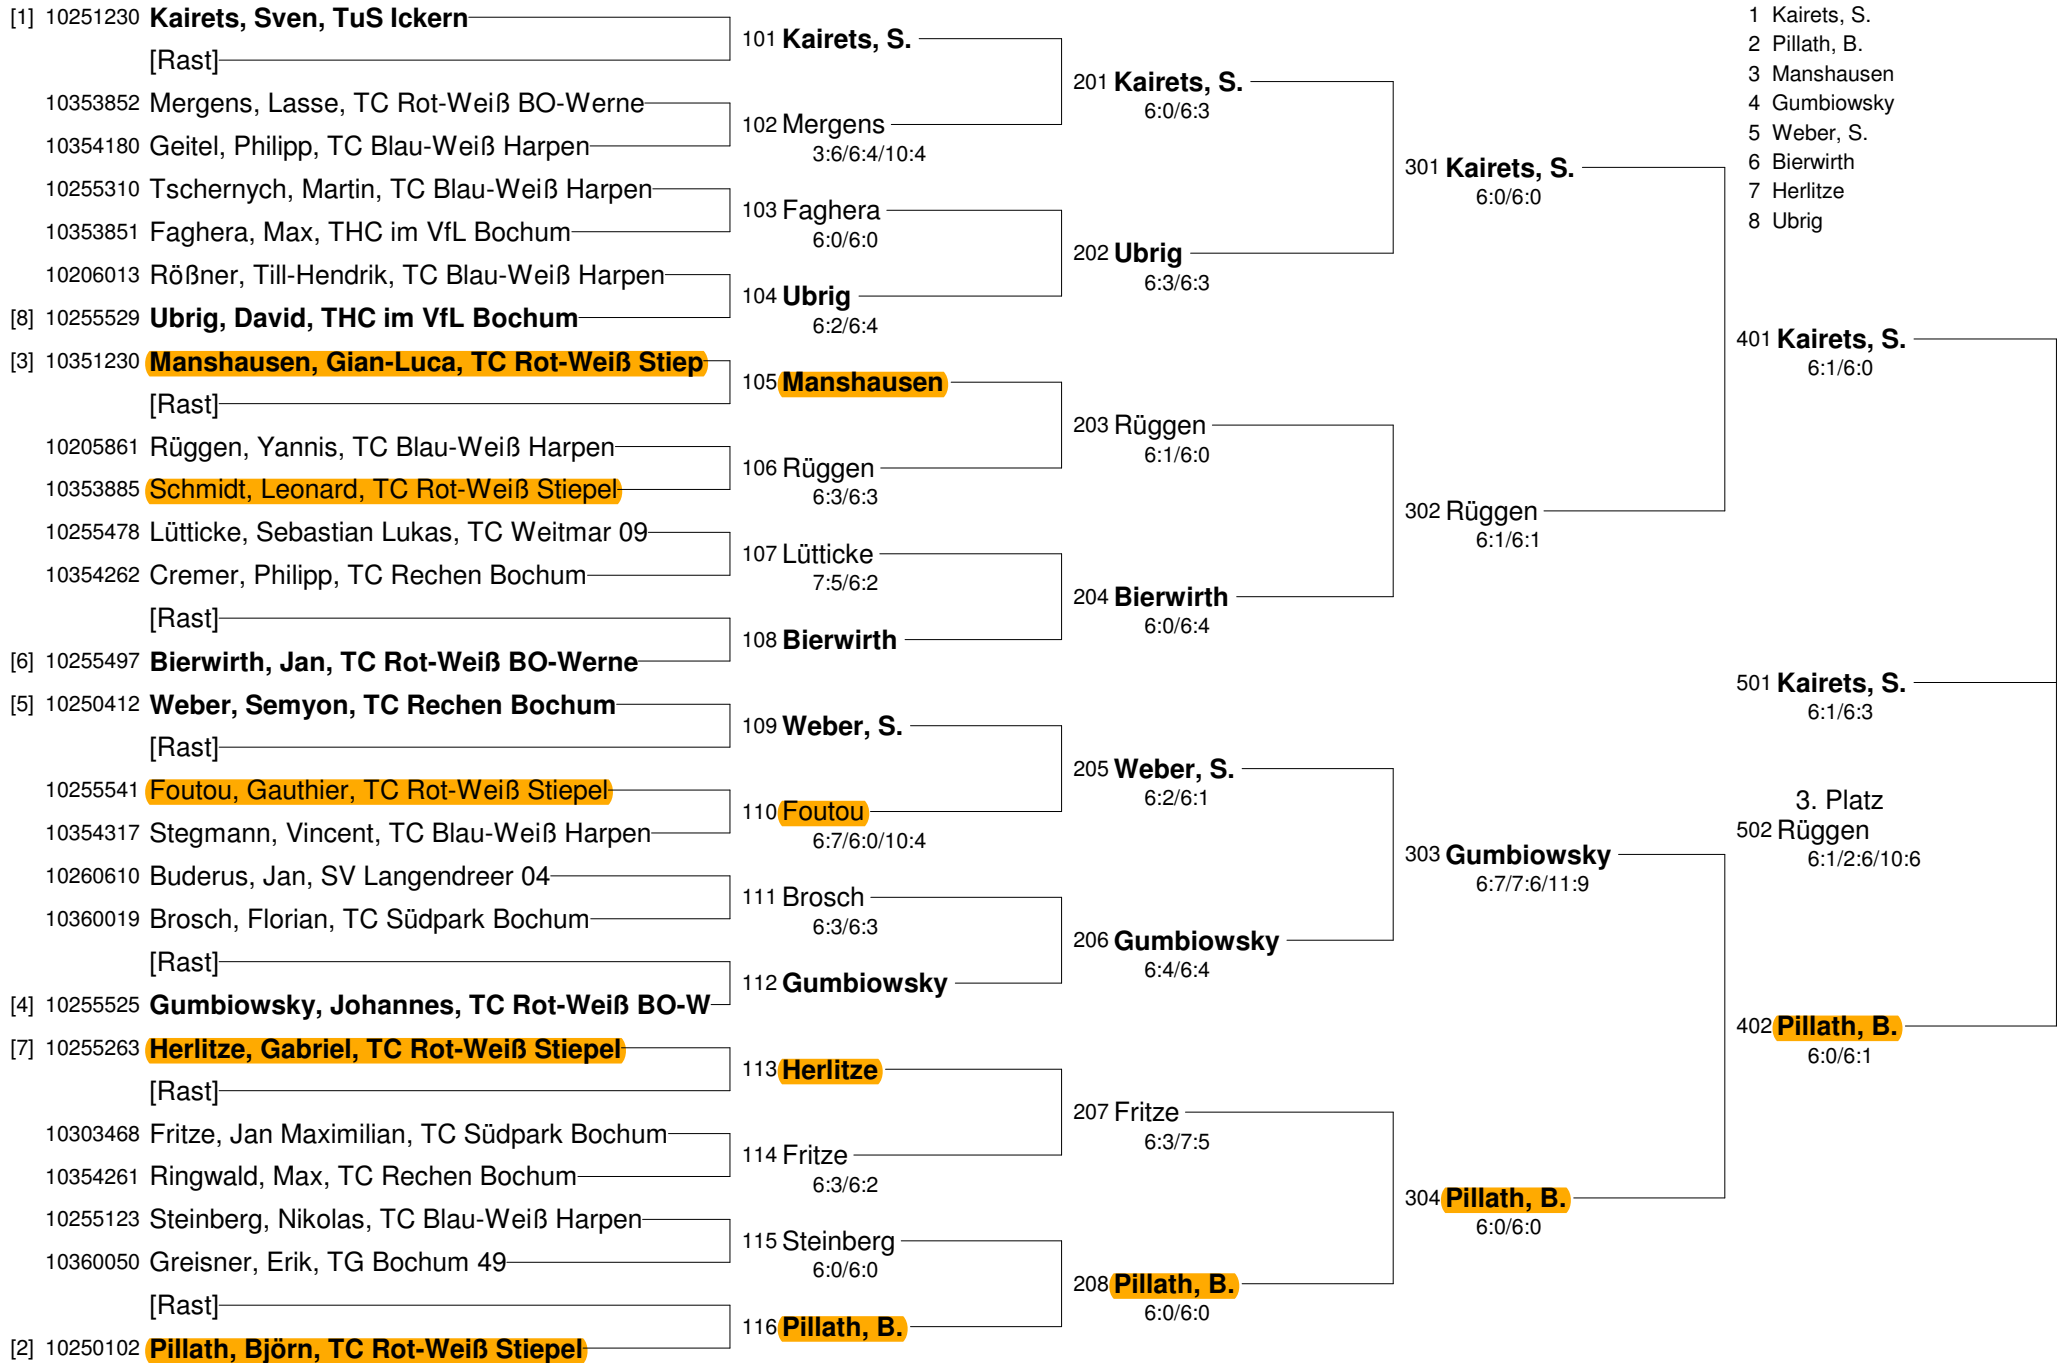 [1] 10251230 Kairets, Sven, TuS Ickern
[Rast]
10353852 Mergens, Lasse, TC Rot-Weiß BO-Werne
10354180 Geitel, Philipp, TC Blau-Weiß Harpen
10255310 Tschernych, Martin, TC Blau-Weiß Harpen
10353851 Faghera, Max, THC im VfL Bochum
10206013 Rößner, Till-Hendrik, TC Blau-Weiß Harpen
[8] 10255529 Ubrig, David, THC im VfL Bochum
[3] 10351230 Manshausen, Gian-Luca, TC Rot-Weiß Stiep
[Rast]
10205861 Rüggen, Yannis, TC Blau-Weiß Harpen
10353885 Schmidt, Leonard, TC Rot-Weiß Stiepel
10255478 Lütticke, Sebastian Lukas, TC Weitmar 09
10354262 Cremer, Philipp, TC Rechen Bochum
[Rast]
[6] 10255497 Bierwirth, Jan, TC Rot-Weiß BO-Werne
[5] 10250412 Weber, Semyon, TC Rechen Bochum
[Rast]
10255541 Foutou, Gauthier, TC Rot-Weiß Stiepel
10354317 Stegmann, Vincent, TC Blau-Weiß Harpen
10260610 Buderus, Jan, SV Langendreer 04
10360019 Brosch, Florian, TC Südpark Bochum
[Rast]
[4] 10255525 Gumbiowsky, Johannes, TC Rot-Weiß BO-W
[7] 10255263 Herlitze, Gabriel, TC Rot-Weiß Stiepel
[Rast]
10303468 Fritze, Jan Maximilian, TC Südpark Bochum
10354261 Ringwald, Max, TC Rechen Bochum
10255123 Steinberg, Nikolas, TC Blau-Weiß Harpen
10360050 Greisner, Erik, TG Bochum 49
[Rast]
[2] 10250102 Pillath, Björn, TC Rot-Weiß Stiepel
101 Kairets, S.
102 Mergens
3:6/6:4/10:4
103 Faghera
6:0/6:0
104 Ubrig
6:2/6:4
105 Manshausen
106 Rüggen
6:3/6:3
107 Lütticke
7:5/6:2
108 Bierwirth
109 Weber, S.
110 Foutou
6:7/6:0/10:4
111 Brosch
6:3/6:3
112 Gumbiowsky
113 Herlitze
114 Fritze
6:3/6:2
115 Steinberg
6:0/6:0
116 Pillath, B.
201 Kairets, S.
6:0/6:3
202 Ubrig
6:3/6:3
203 Rüggen
6:1/6:0
204 Bierwirth
6:0/6:4
205 Weber, S.
6:2/6:1
206 Gumbiowsky
6:4/6:4
207 Fritze
6:3/7:5
208 Pillath, B.
6:0/6:0
301 Kairets, S.
6:0/6:0
302 Rüggen
6:1/6:1
303 Gumbiowsky
6:7/7:6/11:9
304 Pillath, B.
6:0/6:0
1 Kairets, S.
2 Pillath, B.
3 Manshausen
4 Gumbiowsky
5 Weber, S.
6 Bierwirth
7 Herlitze
8 Ubrig
401 Kairets, S.
6:1/6:0
501 Kairets, S.
6:1/6:3
3. Platz
502 Rüggen
6:1/2:6/10:6
402 Pillath, B.
6:0/6:1